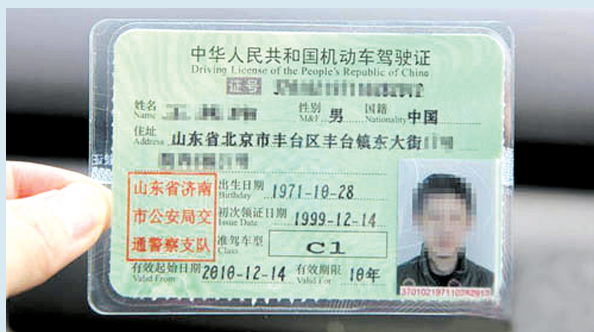 中华人民共和国机动车驾驶证
Driving License of the People's Republic of China
证号
姓名 性别 男 国籍 中国
Name M&F Nationality
住址 山东省北京市丰台区丰台镇东大街
Address
山东省济南 出生日期 1971-10-28
Birthday
市公安局交 初次领证日期 1999-12-14
Issue Date
通警察支队 准驾车型 C1
Class
有效起始日期 2010-12-14 有效期限 10年
Valid From Valid For